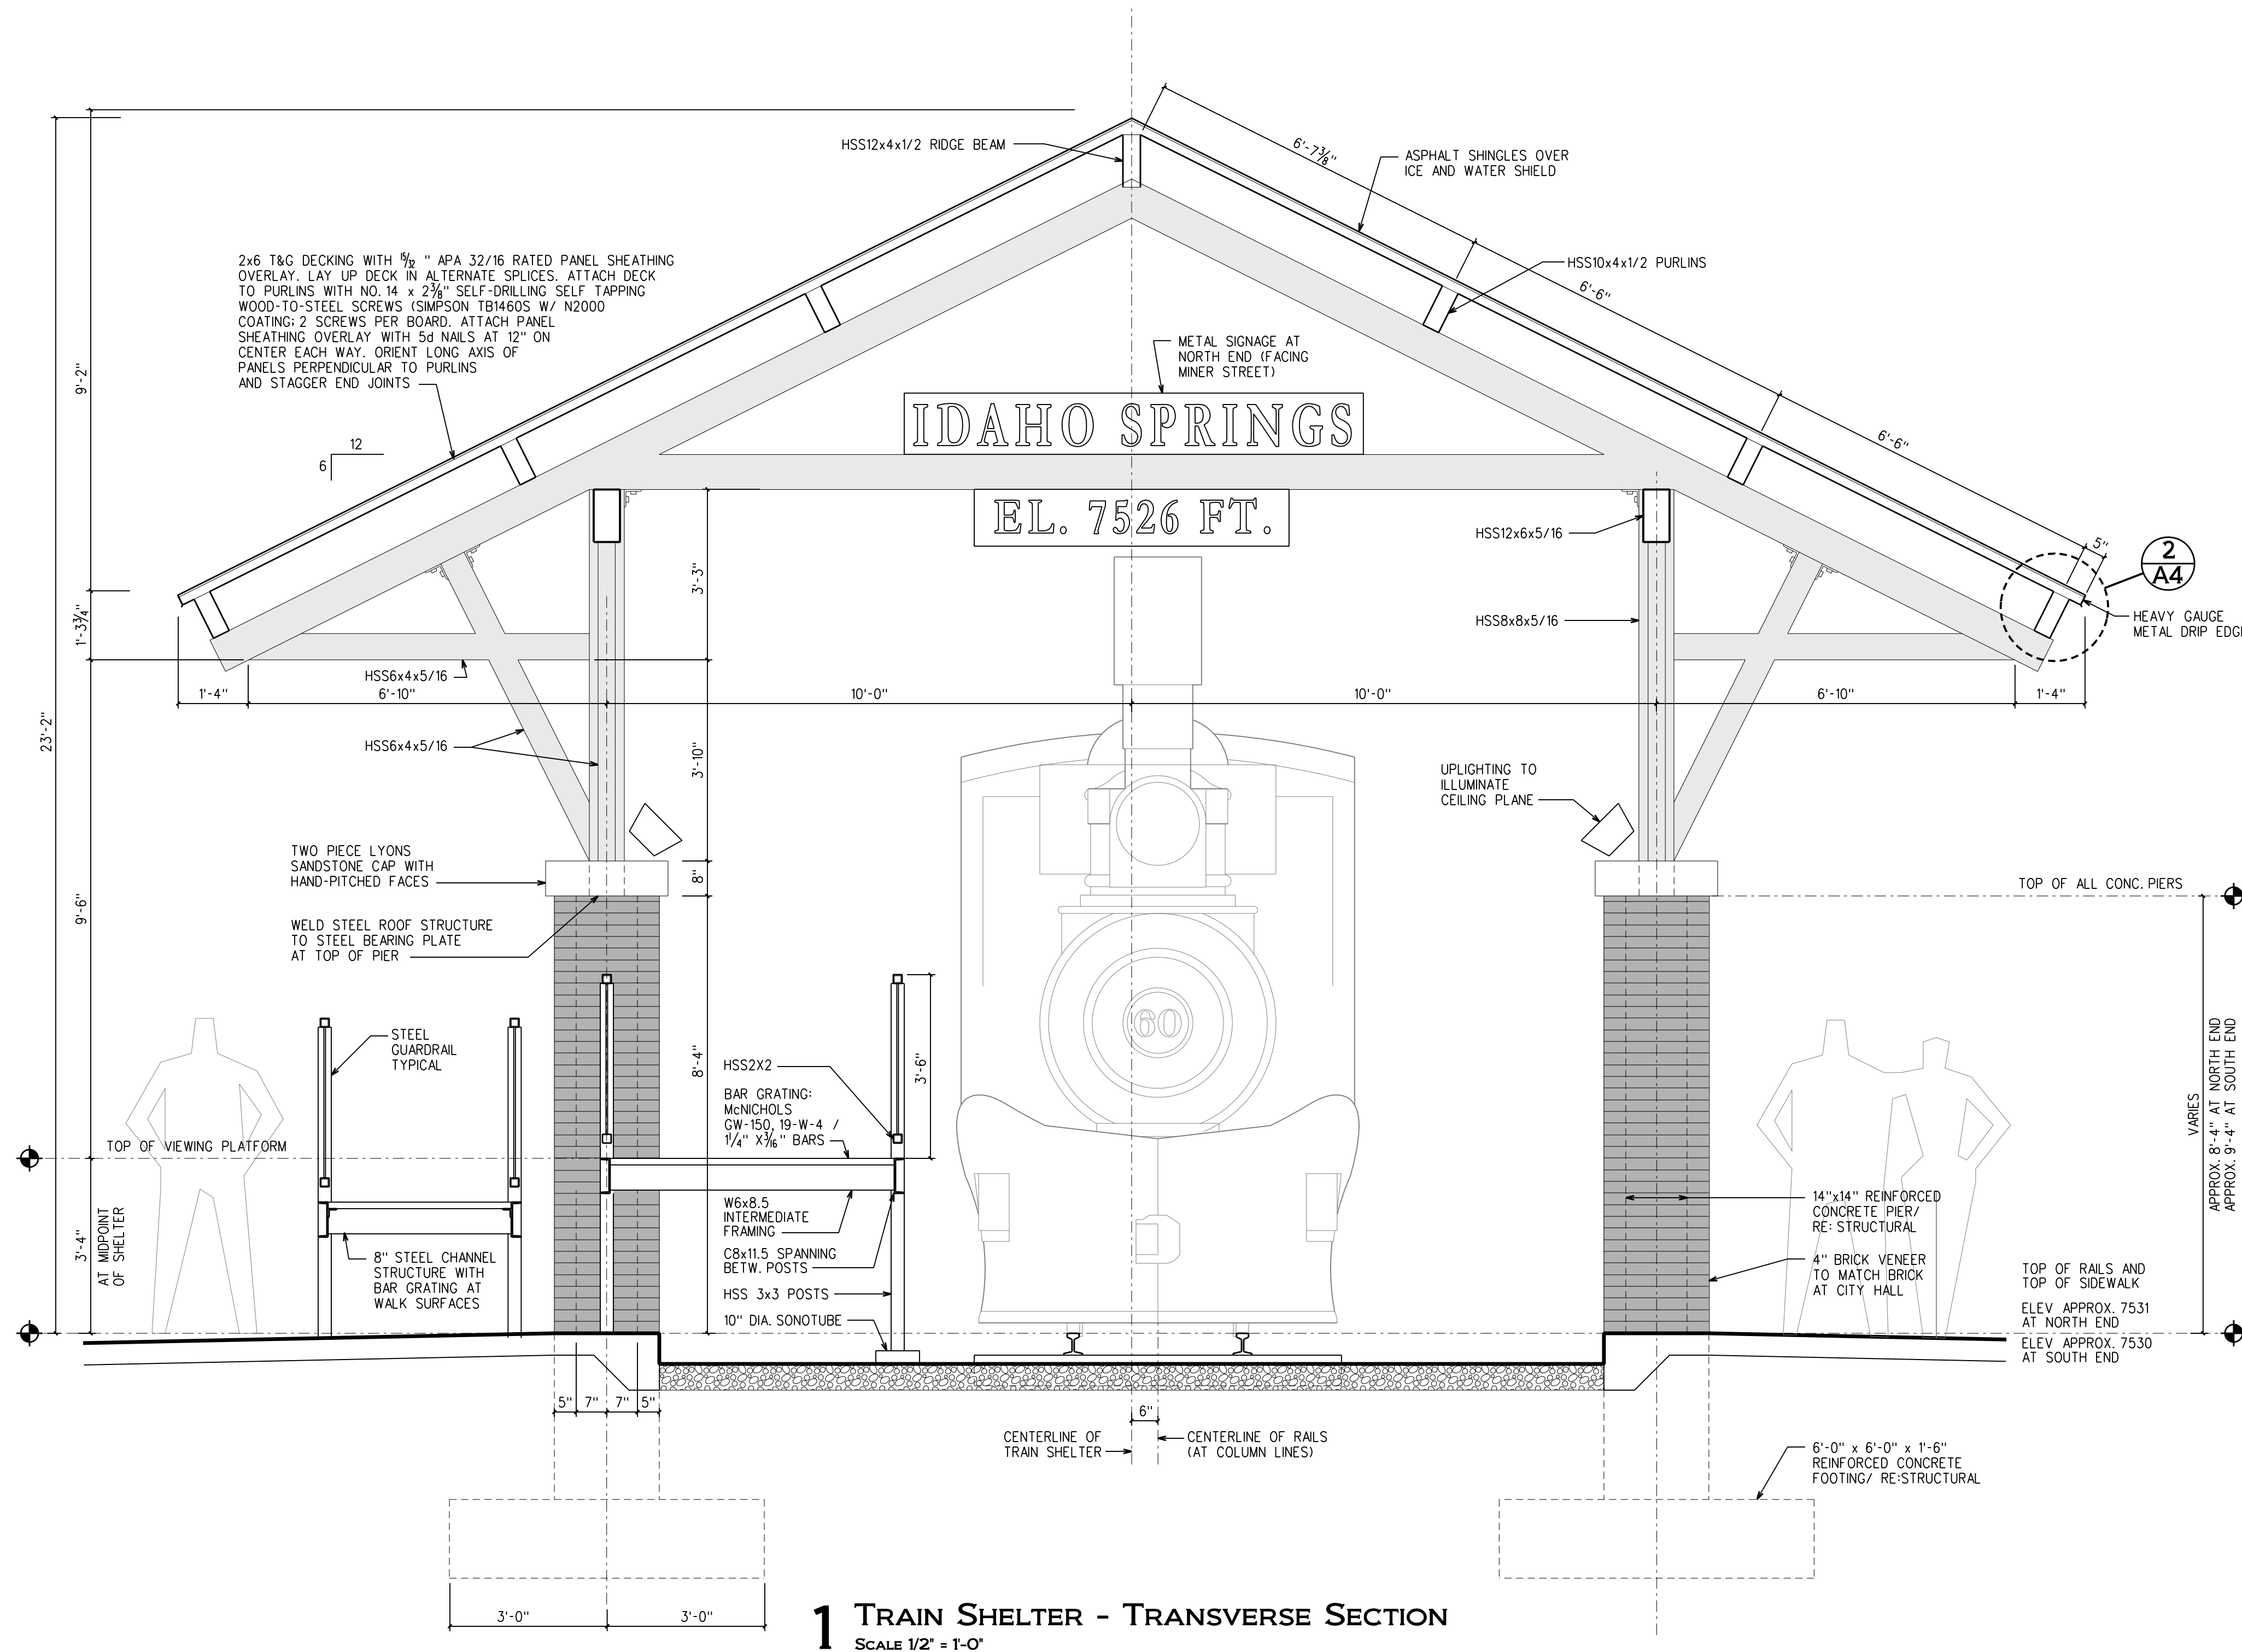 HSS12x4x1/2 RIDGE BEAM
6'-7⅜"
ASPHALT SHINGLES OVER
ICE AND WATER SHIELD
2x6 T&G DECKING WITH 15/32 " APA 32/16 RATED PANEL SHEATHING
OVERLAY. LAY UP DECK IN ALTERNATE SPLICES. ATTACH DECK
TO PURLINS WITH NO. 14 x 2⅜" SELF-DRILLING SELF TAPPING
WOOD-TO-STEEL SCREWS (SIMPSON TB1460S W/ N2000
COATING; 2 SCREWS PER BOARD. ATTACH PANEL
SHEATHING OVERLAY WITH 5d NAILS AT 12" ON
CENTER EACH WAY. ORIENT LONG AXIS OF
PANELS PERPENDICULAR TO PURLINS
AND STAGGER END JOINTS
HSS10x4x1/2 PURLINS
6'-6"
METAL SIGNAGE AT
NORTH END (FACING
MINER STREET)
9'-2"
IDAHO SPRINGS
6'-6"
12
6
EL. 7526 FT.
HSS12x6x5/16
5"
2
A4
3'-3"
1'-3¾"
HSS8x8x5/16
HEAVY GAUGE
METAL DRIP EDGE
HSS6x4x5/16
1'-4"
6'-10"
10'-0"
10'-0"
6'-10"
1'-4"
23'-2"
HSS6x4x5/16
3'-10"
UPLIGHTING TO
ILLUMINATE
CEILING PLANE
TWO PIECE LYONS
SANDSTONE CAP WITH
HAND-PITCHED FACES
8"
TOP OF ALL CONC. PIERS
9'-6"
WELD STEEL ROOF STRUCTURE
TO STEEL BEARING PLATE
AT TOP OF PIER
60
STEEL
GUARDRAIL
TYPICAL
8'-4"
HSS2X2
3'-6"
BAR GRATING:
McNICHOLS
GW-150, 19-W-4 /
1¼" X3/16" BARS
TOP OF VIEWING PLATFORM
VARIES
APPROX. 8'-4" AT NORTH END
APPROX. 9'-4" AT SOUTH END
3'-4"
AT MIDPOINT
OF SHELTER
W6x8.5
INTERMEDIATE
FRAMING
14"x14" REINFORCED
CONCRETE PIER/
RE: STRUCTURAL
8" STEEL CHANNEL
STRUCTURE WITH
BAR GRATING AT
WALK SURFACES
C8x11.5 SPANNING
BETW. POSTS
4" BRICK VENEER
TO MATCH BRICK
AT CITY HALL
HSS 3x3 POSTS
10" DIA. SONOTUBE
TOP OF RAILS AND
TOP OF SIDEWALK
ELEV APPROX. 7531
AT NORTH END
ELEV APPROX. 7530
AT SOUTH END
5"
7"
7"
5"
6"
CENTERLINE OF
TRAIN SHELTER
CENTERLINE OF RAILS
(AT COLUMN LINES)
6'-0" x 6'-0" x 1'-6"
REINFORCED CONCRETE
FOOTING/ RE:STRUCTURAL
3'-0"
3'-0"
1 TRAIN SHELTER - TRANSVERSE SECTION
SCALE 1/2" = 1'-0"